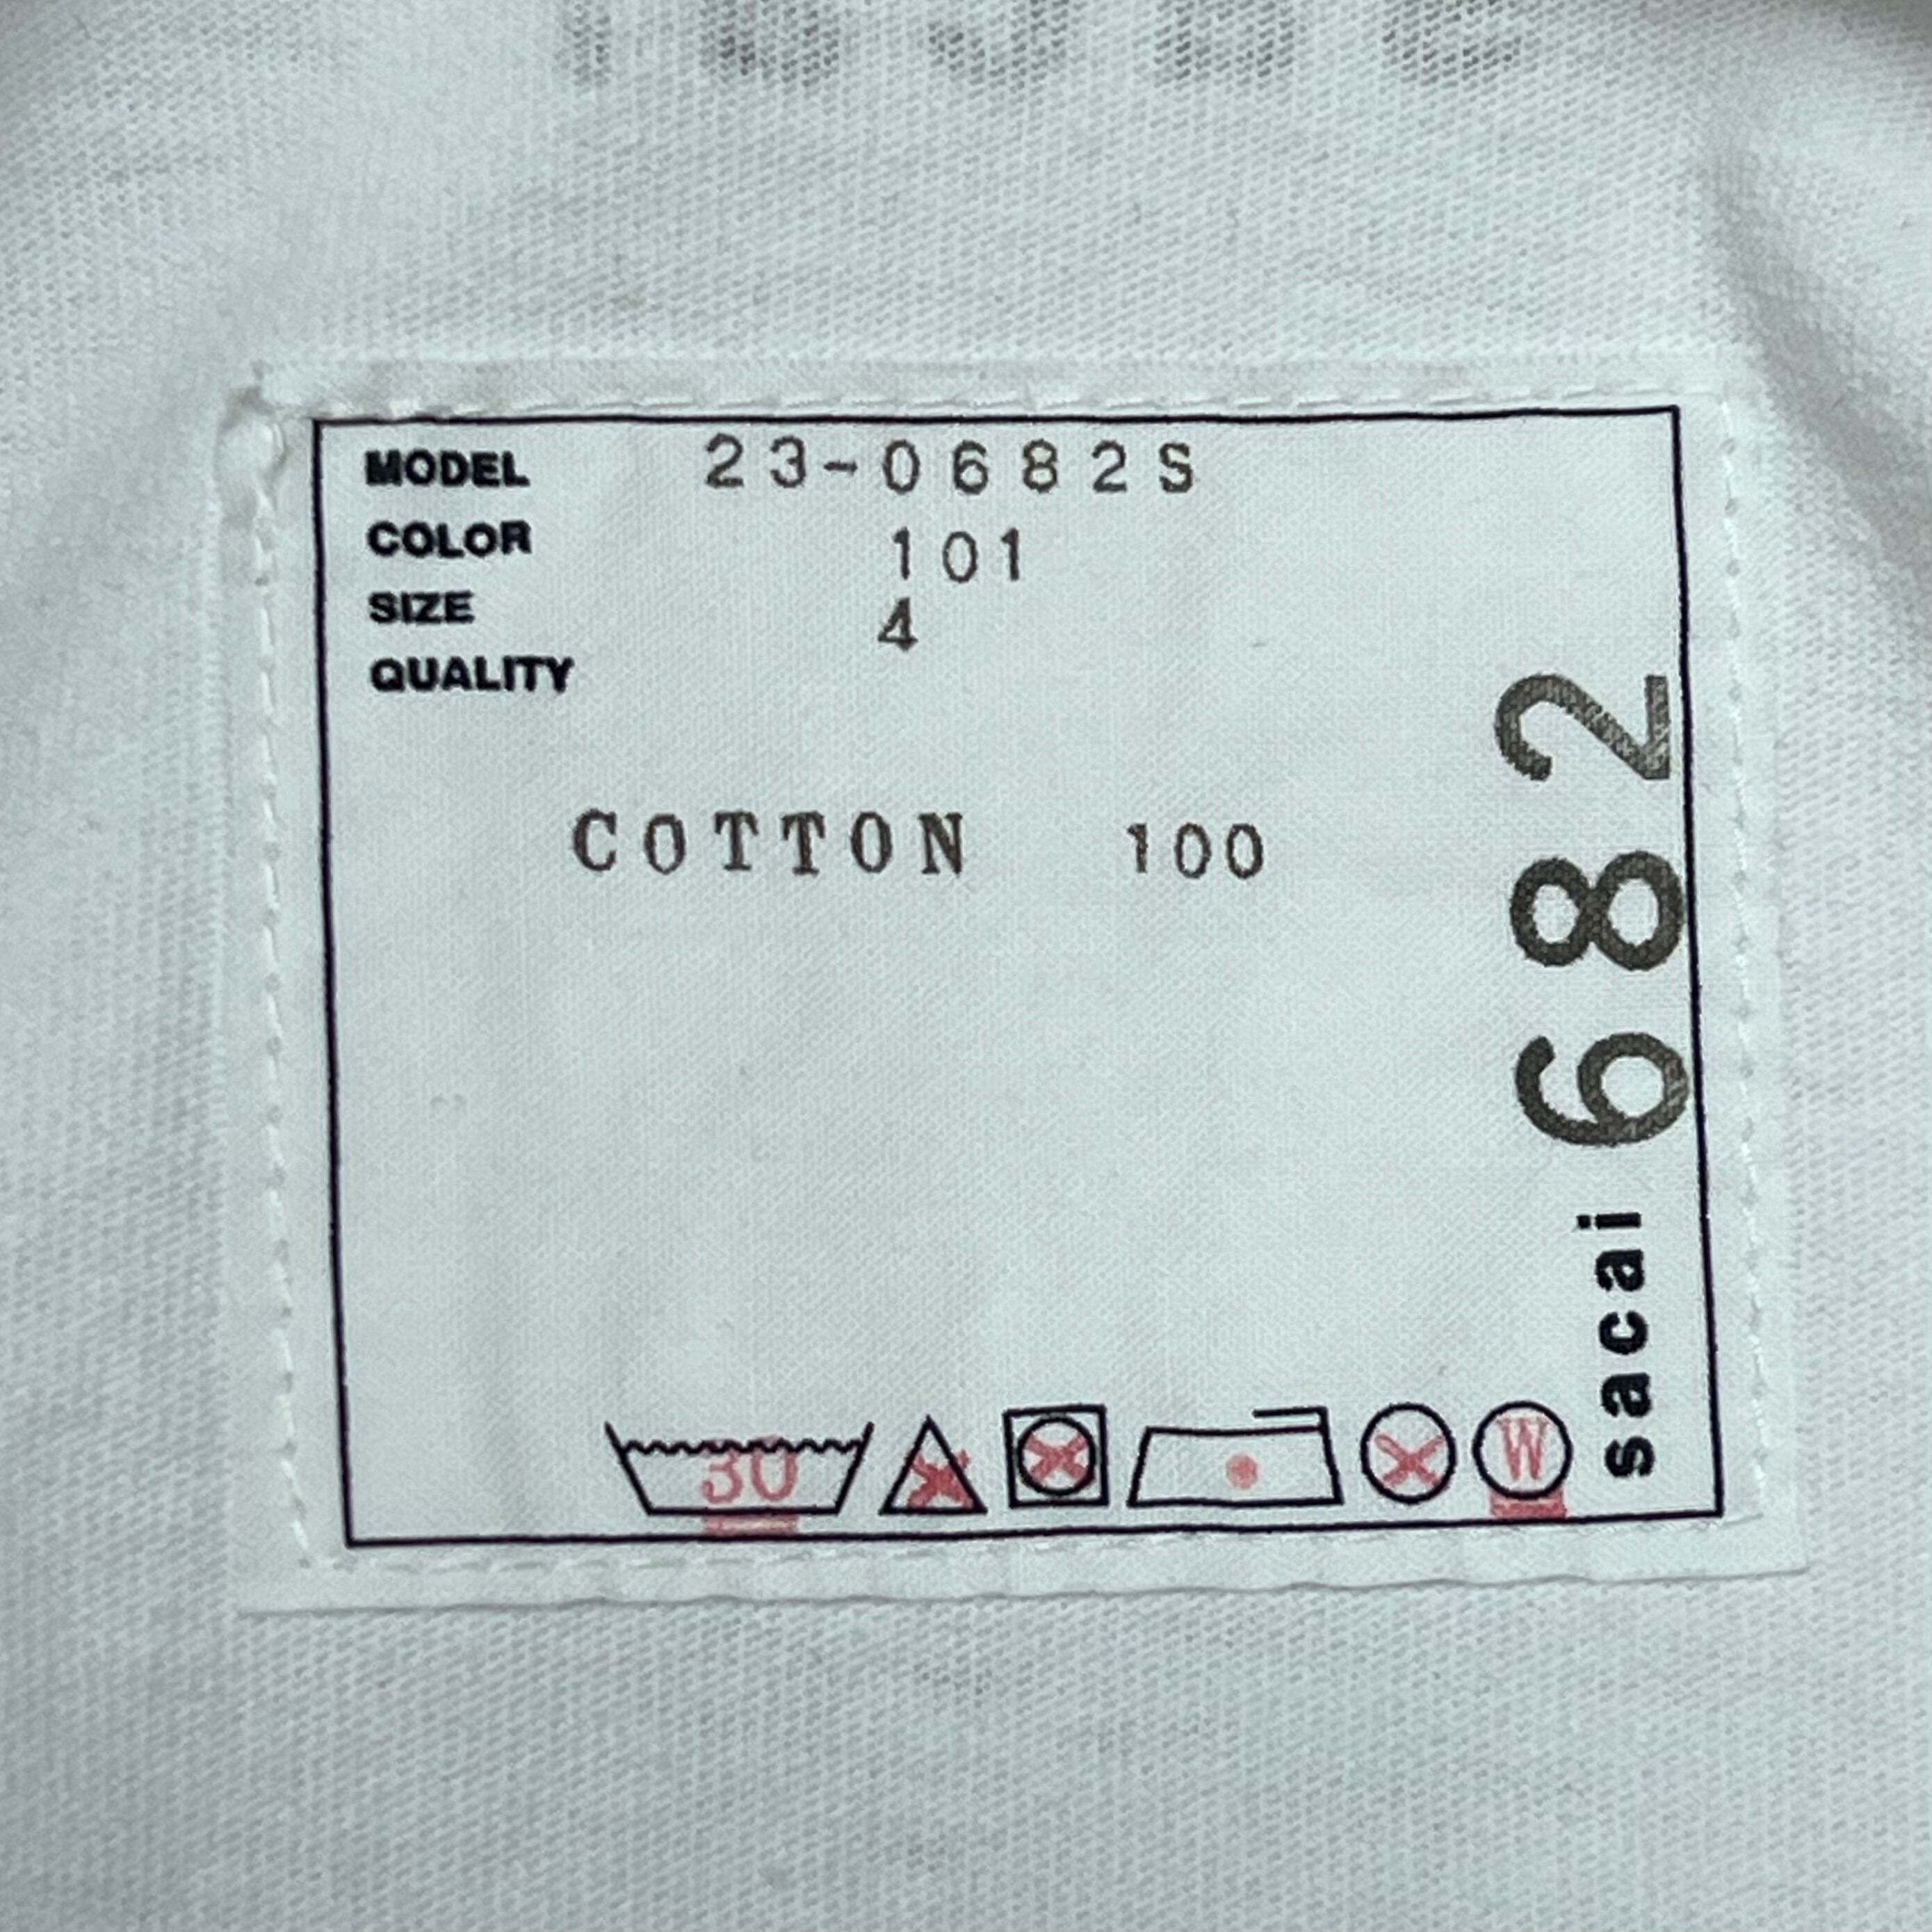 MODEL 23-0682S
COLOR 101
SIZE 4
QUALITY
COTTON 100
sacai 682
30
W